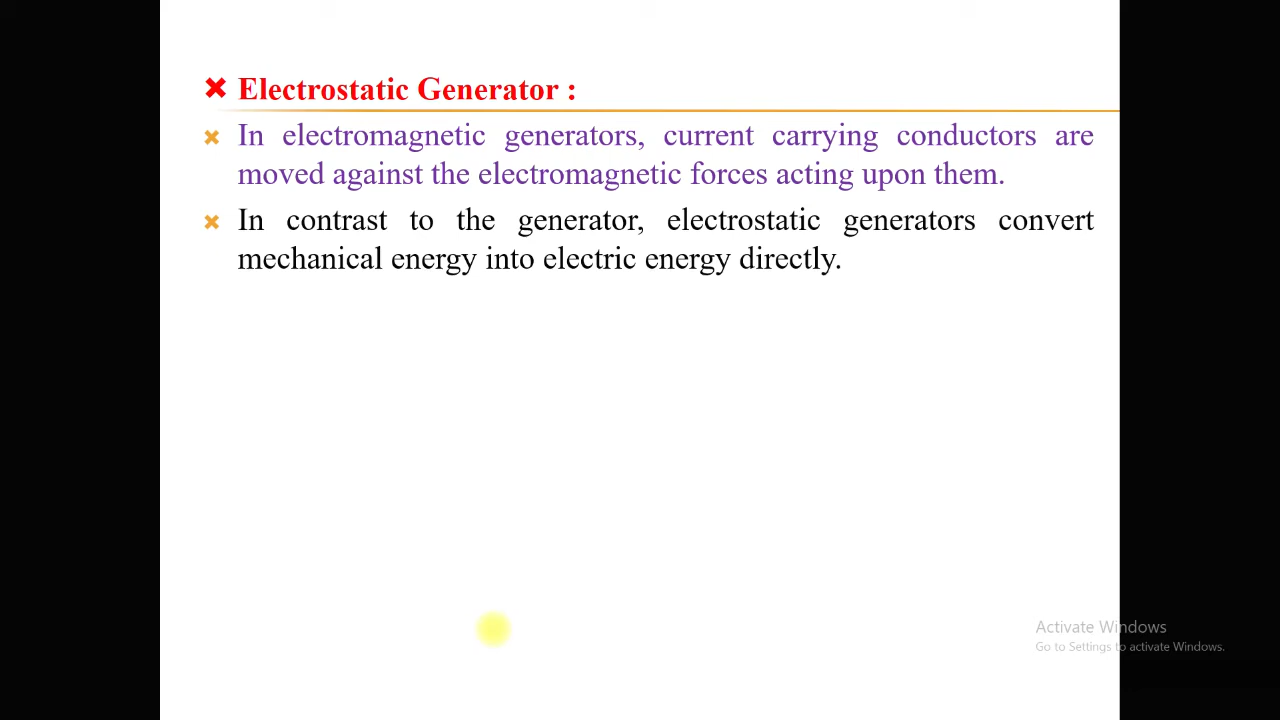 Electrostatic Generator :
In electromagnetic generators, current carrying conductors are
moved against the electromagnetic forces acting upon them.
In contrast to the generator, electrostatic generators convert
mechanical energy into electric energy directly.
Activate Windows
Go to Settings to activate Windows.